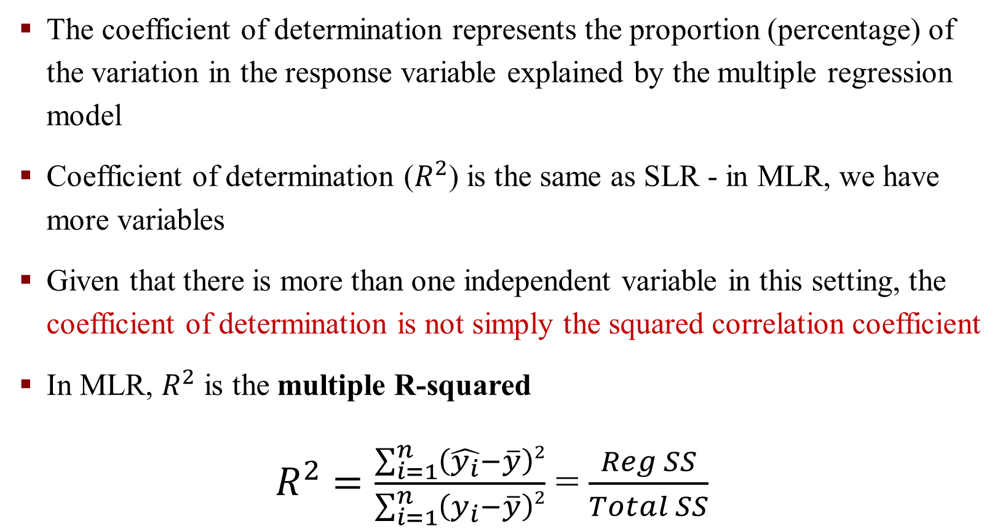 ▪ The coefficient of determination represents the proportion (percentage) of
the variation in the response variable explained by the multiple regression
model
▪ Coefficient of determination (𝑅²) is the same as SLR - in MLR, we have
more variables
▪ Given that there is more than one independent variable in this setting, the
coefficient of determination is not simply the squared correlation coefficient
▪ In MLR, 𝑅² is the multiple R-squared
R² = \frac{\sum_{i=1}^{n}(\widehat{y_i}-\bar{y})^2}{\sum_{i=1}^{n}(y_i-\bar{y})^2} = \frac{Reg SS}{Total SS}